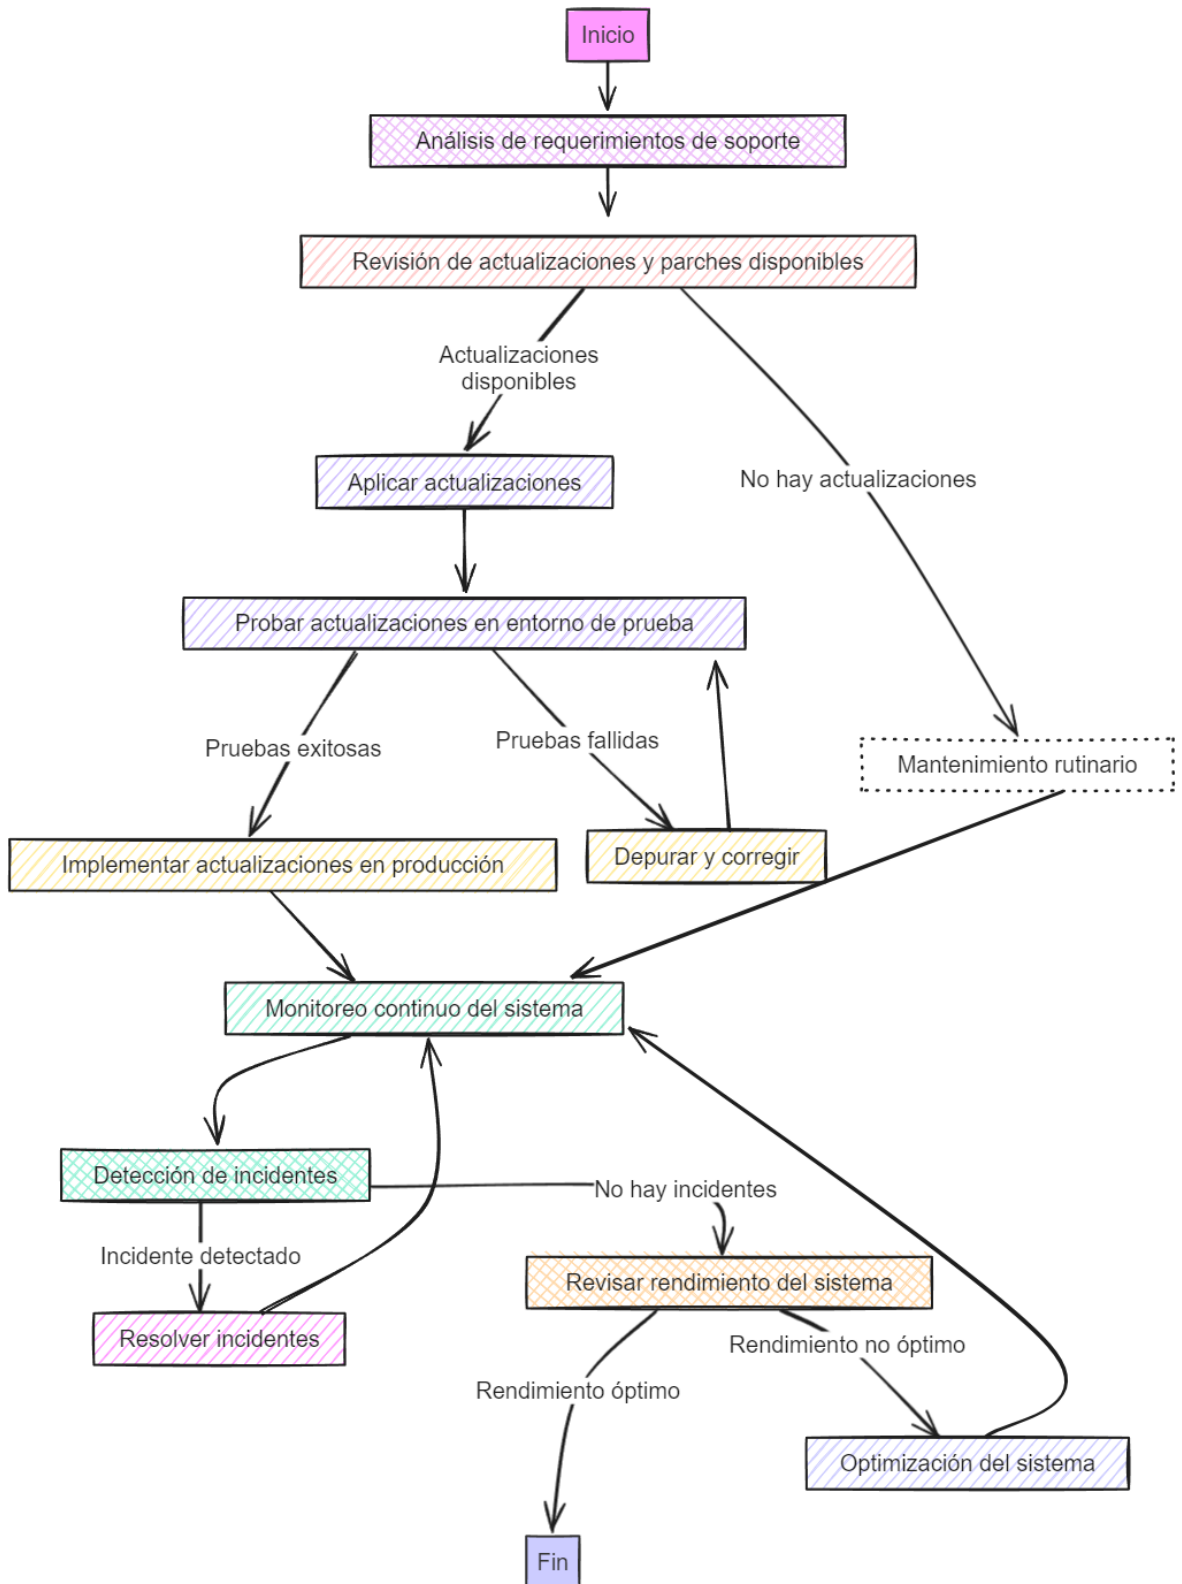 Inicio
Análisis de requerimientos de soporte
Revisión de actualizaciones y parches disponibles
Actualizaciones
disponibles
Aplicar actualizaciones
No hay actualizaciones
Probar actualizaciones en entorno de prueba
Pruebas exitosas
Pruebas fallidas
Mantenimiento rutinario
Implementar actualizaciones en producción
Depurar y corregir
Monitoreo continuo del sistema
Detección de incidentes
No hay incidentes
Incidente detectado
Revisar rendimiento del sistema
Resolver incidentes
Rendimiento no óptimo
Rendimiento óptimo
Optimización del sistema
Fin